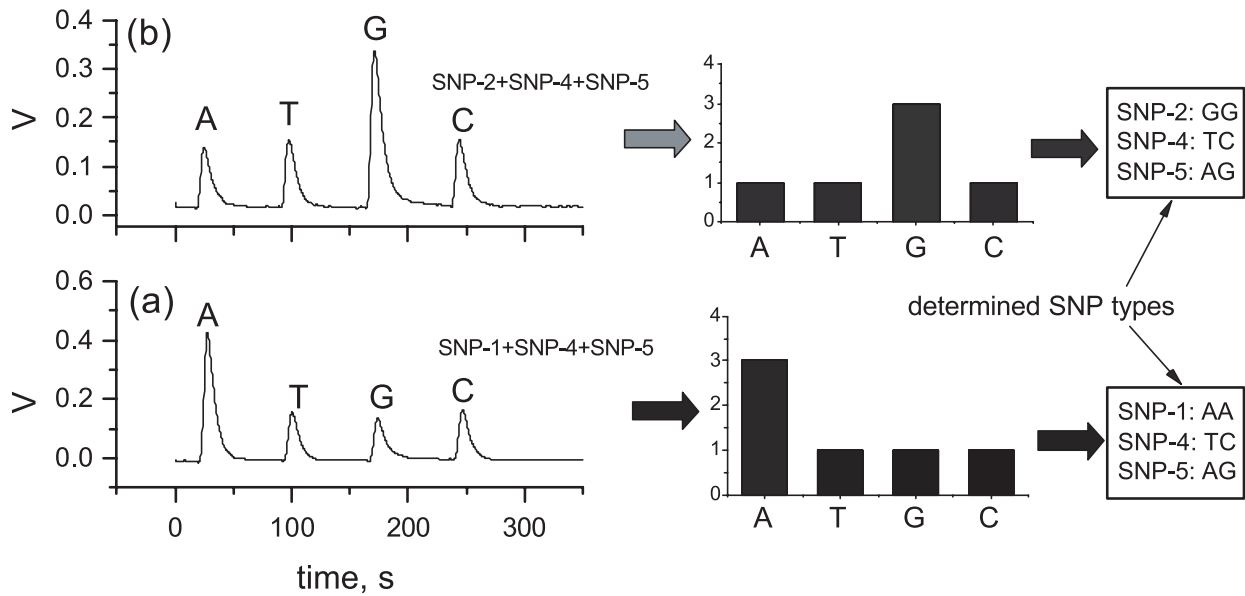 (b)
0.4
0.3
0.2
0.1
0.0
V
A
T
G
C
SNP-2+SNP-4+SNP-5
4
3
2
1
0
A T G C
SNP-2: GG
SNP-4: TC
SNP-5: AG
determined SNP types
(a)
0.6
0.4
0.2
0.0
V
A
T
G
C
SNP-1+SNP-4+SNP-5
0 100 200 300
time, s
4
3
2
1
0
A T G C
SNP-1: AA
SNP-4: TC
SNP-5: AG